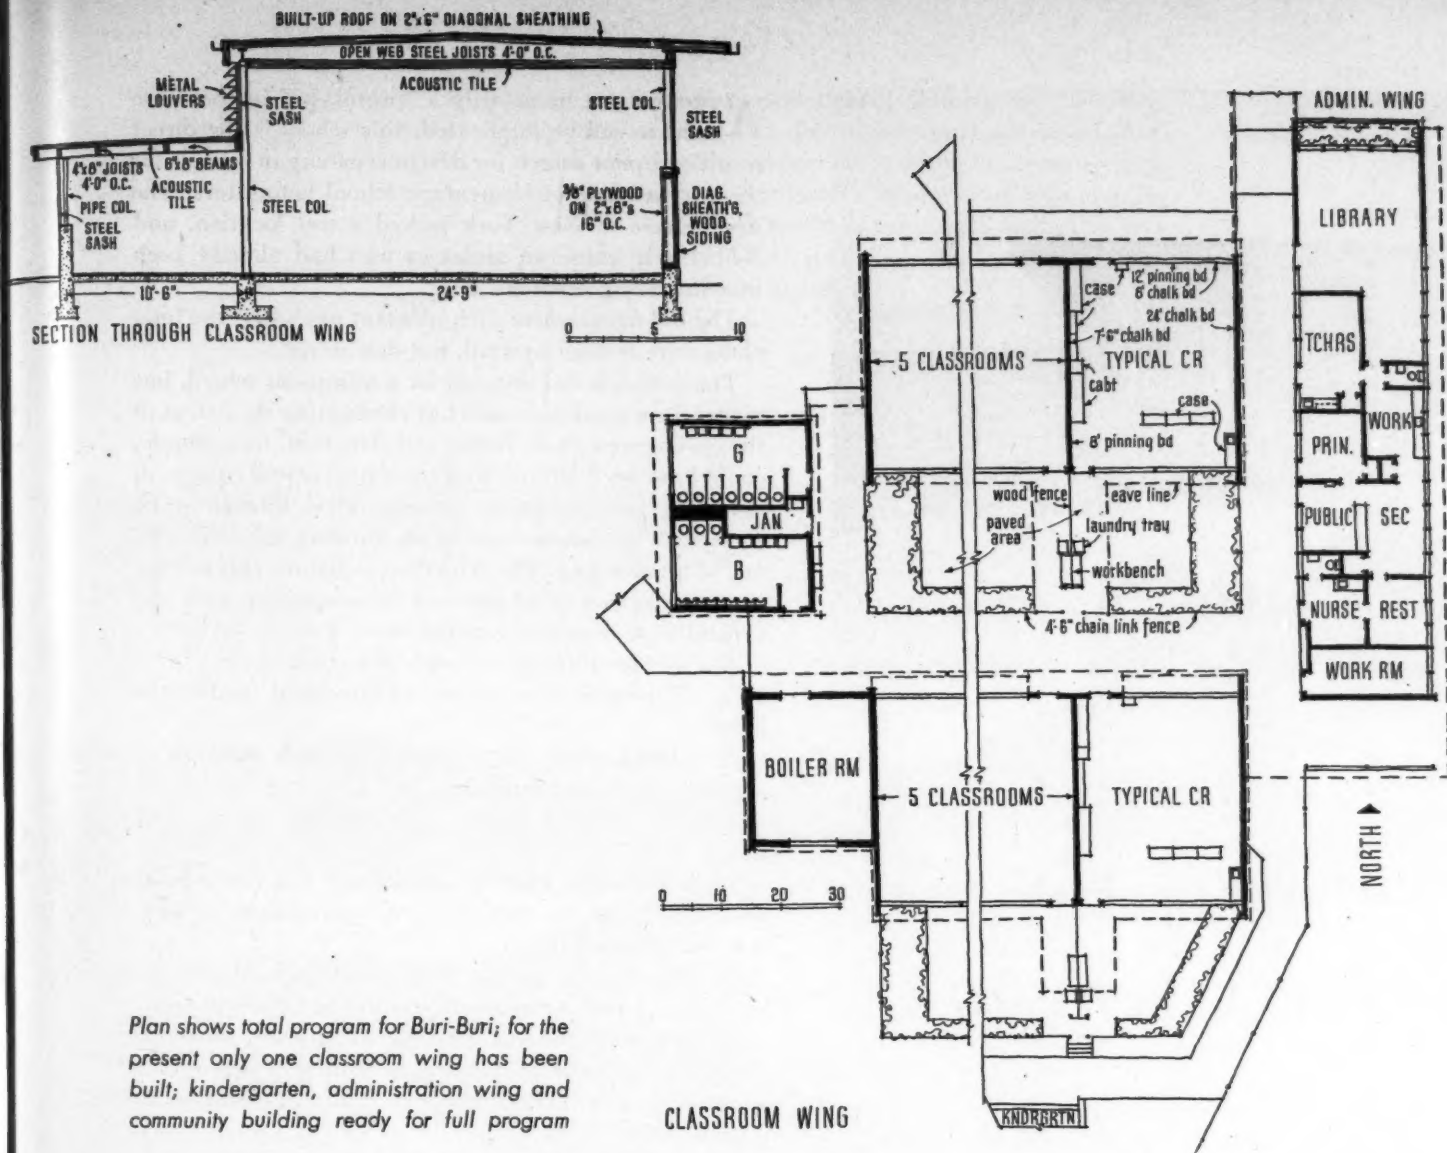 BUILT-UP ROOF ON 2"x6" DIAGONAL SHEATHING
OPEN WEB STEEL JOISTS 4'-0" O.C.
METAL
LOUVERS
STEEL
SASH
ACOUSTIC TILE
STEEL COL.
STEEL
SASH
4"x6" JOISTS
4'-0" O.C.
6"x8" BEAMS
ACOUSTIC
TILE
PIPE COL.
STEEL
SASH
STEEL COL.
3/8" PLYWOOD
ON 2"x6"s
16" O.C.
DIAG.
SHEATH'G,
WOOD
SIDING
10'-6"
24'-9"
SECTION THROUGH CLASSROOM WING
0 5 10
ADMIN. WING
LIBRARY
TCHRS
WORK
PRIN.
PUBLIC
SEC
NURSE
REST
WORK RM
case
12' pinning bd
6' chalk bd
24' chalk bd
7'-6" chalk bd
5 CLASSROOMS
TYPICAL CR
cabt
case
8' pinning bd
G
JAN
B
wood fence
eave line
paved
area
laundry tray
workbench
4'-6" chain link fence
BOILER RM
5 CLASSROOMS
TYPICAL CR
0 10 20 30
NORTH
Plan shows total program for Buri-Buri; for the
present only one classroom wing has been
built; kindergarten, administration wing and
community building ready for full program
CLASSROOM WING
KNDRGRTN